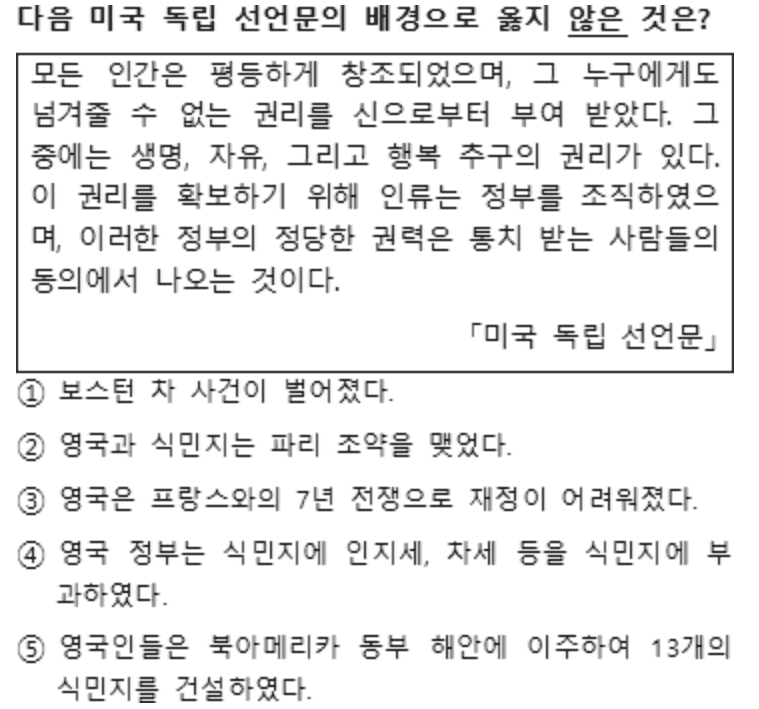 다음 미국 독립 선언문의 배경으로 옳지 않은 것은?
모든 인간은 평등하게 창조되었으며, 그 누구에게도
넘겨줄 수 없는 권리를 신으로부터 부여 받았다. 그
중에는 생명, 자유, 그리고 행복 추구의 권리가 있다.
이 권리를 확보하기 위해 인류는 정부를 조직하였으
며, 이러한 정부의 정당한 권력은 통치 받는 사람들의
동의에서 나오는 것이다.
「미국 독립 선언문」
① 보스턴 차 사건이 벌어졌다.
② 영국과 식민지는 파리 조약을 맺었다.
③ 영국은 프랑스와의 7년 전쟁으로 재정이 어려워졌다.
④ 영국 정부는 식민지에 인지세, 차세 등을 식민지에 부
과하였다.
⑤ 영국인들은 북아메리카 동부 해안에 이주하여 13개의
식민지를 건설하였다.